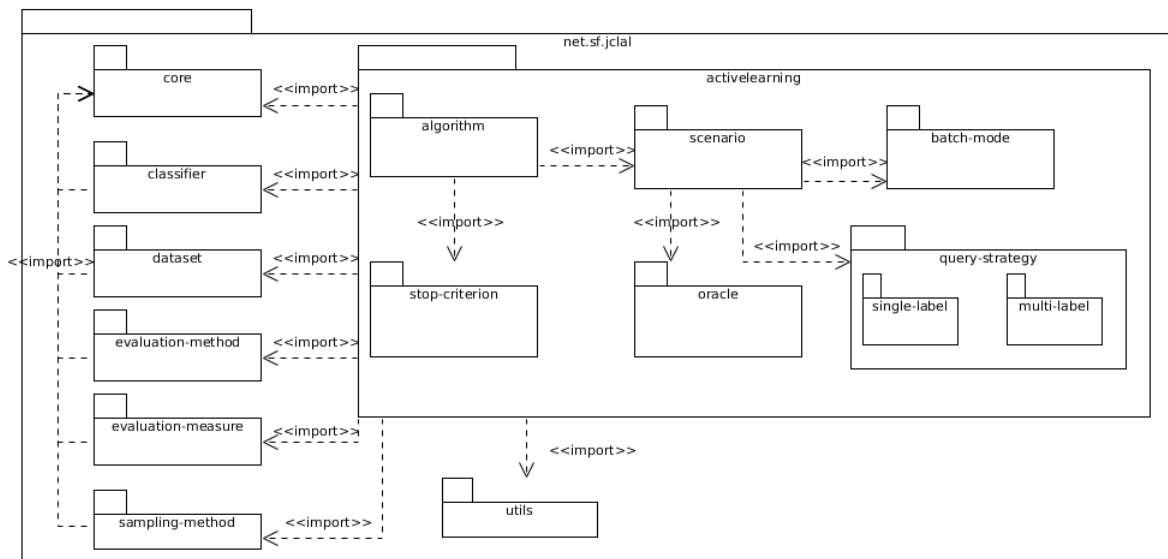 net.sf.jclal
core
<<import>>
activelearning
algorithm
<<import>>
scenario
<<import>>
batch-mode
classifier
<<import>>
<<import>>
<<import>>
<<import>>
dataset
<<import>>
<<import>>
query-strategy
stop-criterion
oracle
single-label
multi-label
evaluation-method
<<import>>
evaluation-measure
<<import>>
<<import>>
utils
sampling-method
<<import>>